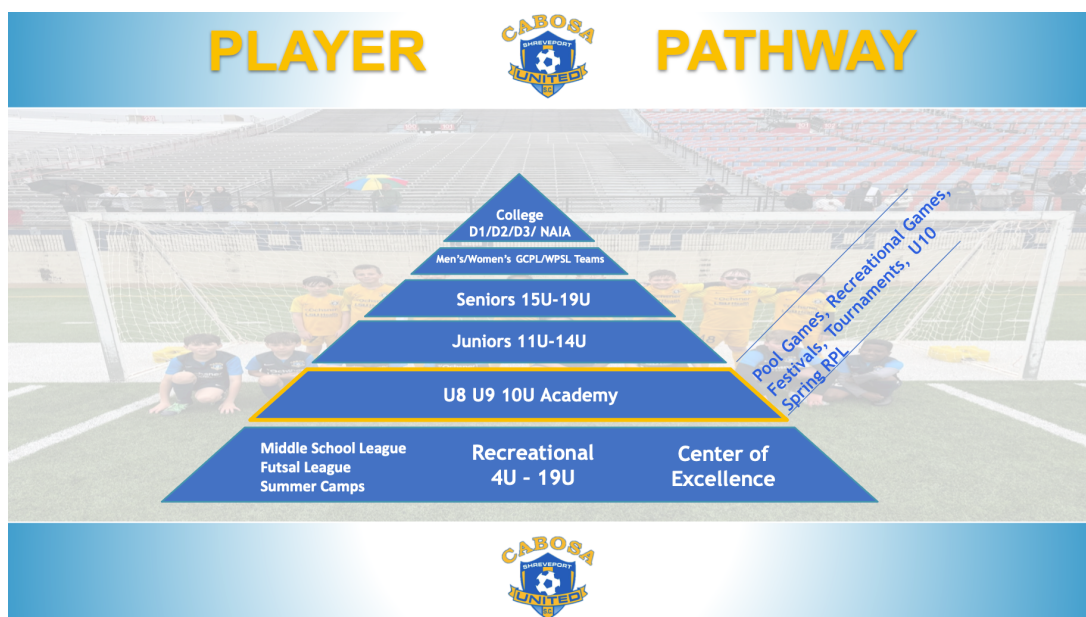 PLAYER
CABOSA
SHREVEPORT
UNITED
S.C
PATHWAY
College
D1/D2/D3/ NAIA
Men's/Women's GCPL/WPSL Teams
Seniors 15U-19U
Juniors 11U-14U
U8 U9 10U Academy
Pool Games, Recreational Games,
Festivals, Tournaments, U10
Spring RPL
Middle School League
Futsal League
Summer Camps
Recreational
4U – 19U
Center of
Excellence
CABOSA
SHREVEPORT
UNITED
S.C